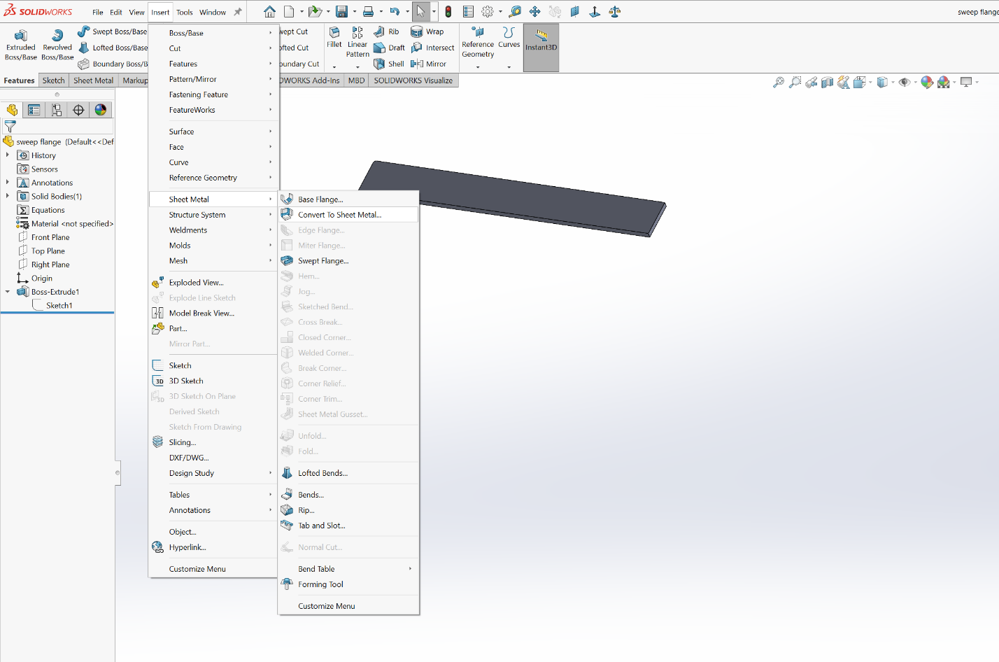 SOLIDWORKS
File Edit View Insert Tools Window
sweep flange
Extruded Boss/Base
Revolved Boss/Base
Swept Boss/Base
Lofted Boss/Base
Boundary Boss/B
wept Cut
ofted Cut
oundary Cut
Fillet
Linear Pattern
Rib
Draft
Shell
Wrap
Intersect
Mirror
Reference Geometry
Curves
Instant3D
Features Sketch Sheet Metal Markup
DWORKS Add-Ins MBD SOLIDWORKS Visualize
sweep flange (Default<<Def
History
Sensors
Annotations
Solid Bodies(1)
Equations
Material <not specified>
Front Plane
Top Plane
Right Plane
Origin
Boss-Extrude1
Sketch1
Boss/Base
Cut
Features
Pattern/Mirror
Fastening Feature
FeatureWorks
Surface
Face
Curve
Reference Geometry
Sheet Metal
Structure System
Weldments
Molds
Mesh
Exploded View...
Explode Line Sketch
Model Break View...
Part...
Mirror Part...
Sketch
3D 3D Sketch
3D 3D Sketch On Plane
Derived Sketch
Sketch From Drawing
Slicing...
DXF/DWG...
Design Study
Tables
Annotations
Object...
Hyperlink...
Customize Menu
Base Flange...
Convert To Sheet Metal...
Edge Flange...
Miter Flange...
Swept Flange...
Hem...
Jog...
Sketched Bend...
Cross Break...
Closed Corner...
Welded Corner...
Break Corner...
Corner Relief...
Corner Trim...
Sheet Metal Gusset...
Unfold...
Fold...
Lofted Bends...
Bends...
Rip...
Tab and Slot...
Normal Cut...
Bend Table
Forming Tool
Customize Menu